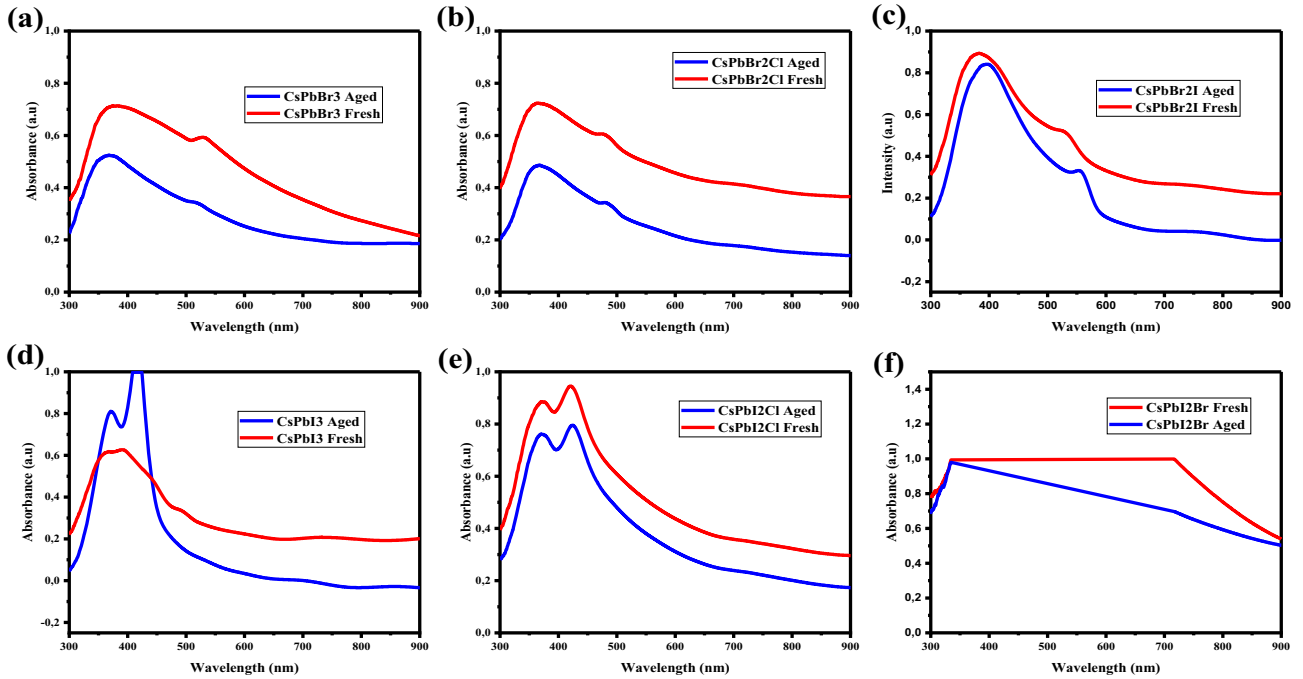 (a)
1,0
0,8
0,6
0,4
0,2
0,0
Absorbance (a.u)
CsPbBr3 Aged
CsPbBr3 Fresh
300 400 500 600 700 800 900
Wavelength (nm)
(b)
1,0
0,8
0,6
0,4
0,2
0,0
Absorbance (a.u)
CsPbBr2Cl Aged
CsPbBr2Cl Fresh
300 400 500 600 700 800 900
Wavelength (nm)
(c)
1,0
0,8
0,6
0,4
0,2
0,0
-0,2
Intensity (a.u)
CsPbBr2I Aged
CsPbBr2I Fresh
300 400 500 600 700 800 900
Wavelength (nm)
(d)
1,0
0,8
0,6
0,4
0,2
0,0
-0,2
Absorbance (a.u)
CsPbI3 Aged
CsPbI3 Fresh
300 400 500 600 700 800 900
Wavelength (nm)
(e)
1,0
0,8
0,6
0,4
0,2
0,0
Absorbance (a.u)
CsPbI2Cl Aged
CsPbI2Cl Fresh
300 400 500 600 700 800 900
Wavelength (nm)
(f)
1,4
1,2
1,0
0,8
0,6
0,4
0,2
0,0
Absorbance (a.u)
CsPbI2Br Fresh
CsPbI2Br Aged
300 400 500 600 700 800 900
Wavelength (nm)